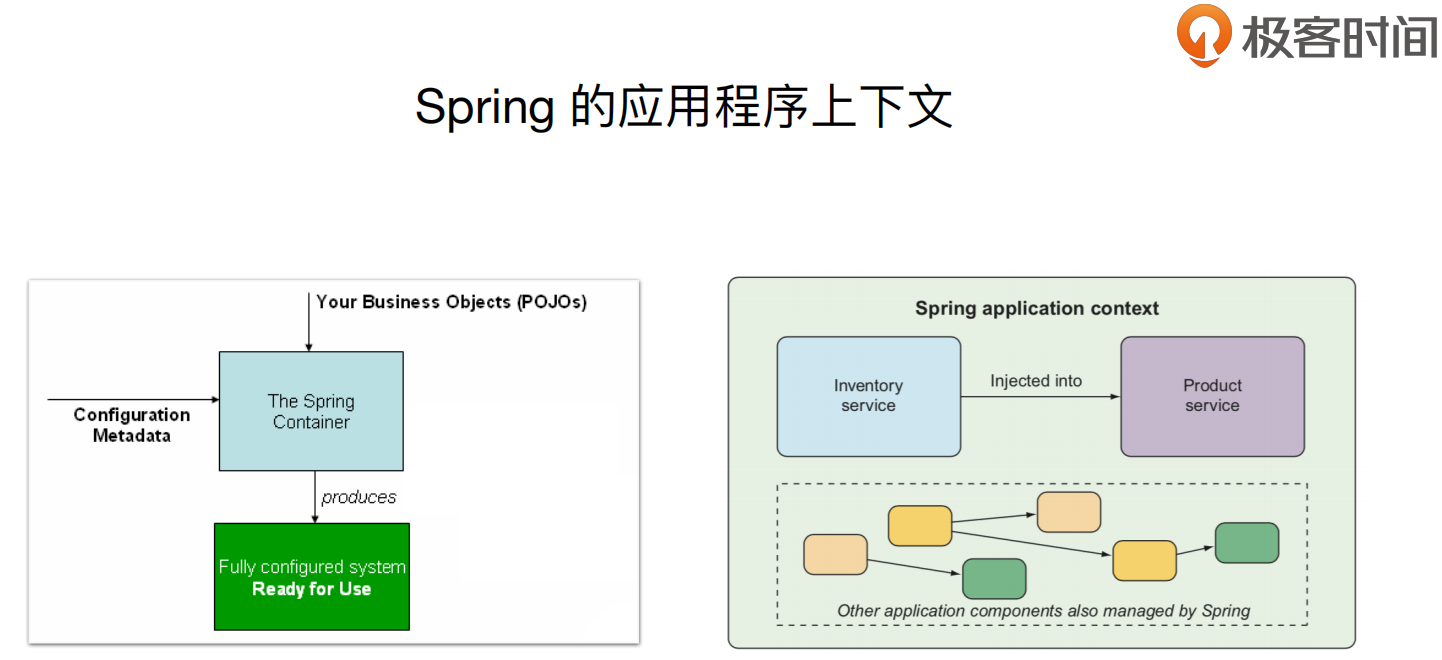 极客时间
Spring 的应用程序上下文
Your Business Objects (POJOs)
The Spring
Container
Configuration
Metadata
produces
Fully configured system
Ready for Use
Spring application context
Inventory
service
Injected into
Product
service
Other application components also managed by Spring